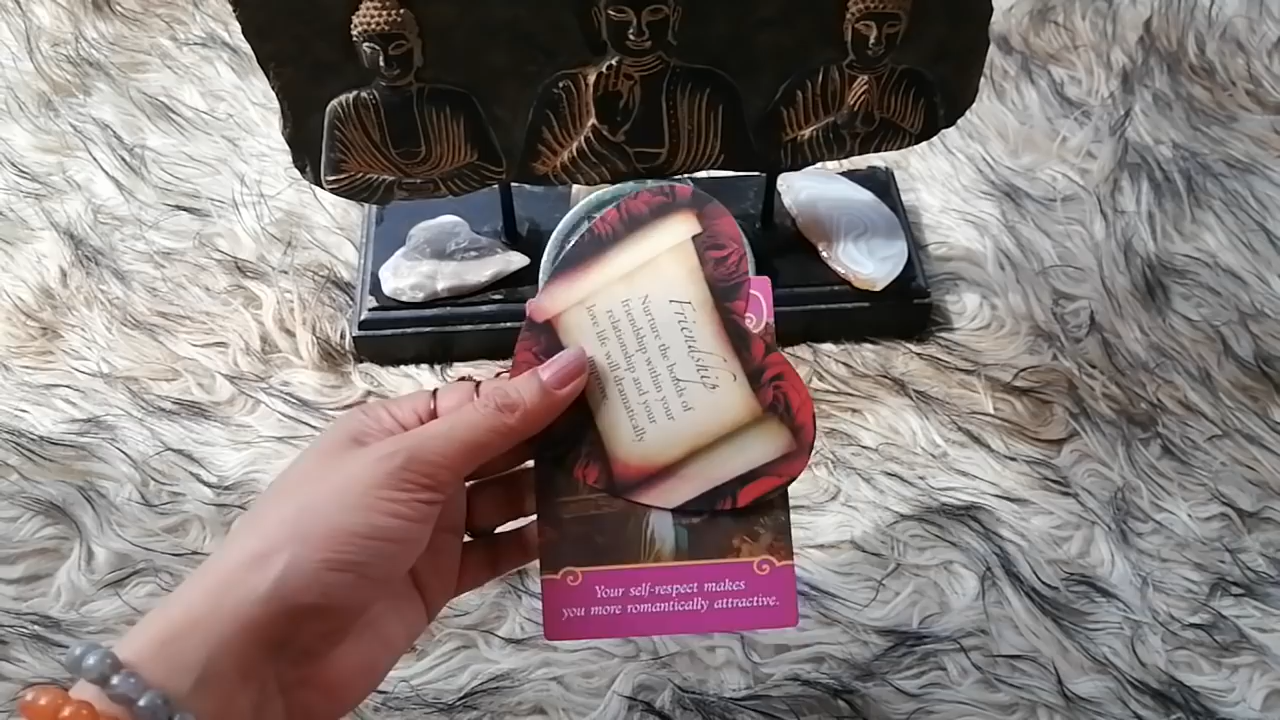 Friendship
Nurture the bonds of
friendship within your
relationship and your
love life will dramatically
improve.
Your self-respect makes
you more romantically attractive.